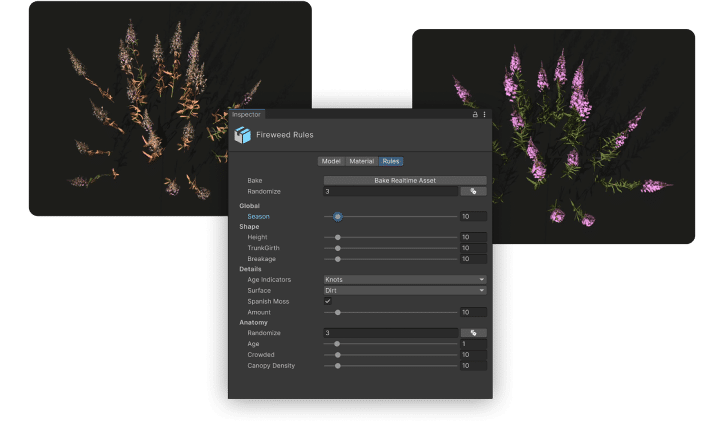 Inspector
Fireweed Rules
Model Material Rules
Bake Bake Realtime Asset
Randomize 3
Global
Season 10
Shape
Height 10
TrunkGirth 10
Breakage 10
Details
Age Indicators Knots
Surface Dirt
Spanish Moss
Amount 10
Anatomy
Randomize 3
Age 1
Crowded 10
Canopy Density 10